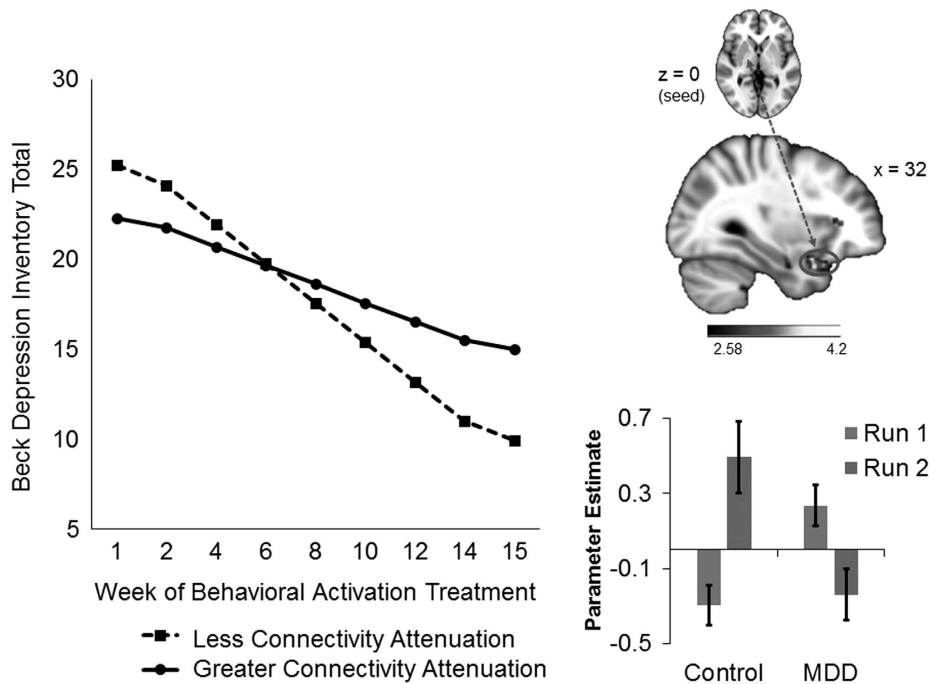 30
25
20
15
10
5
Beck Depression Inventory Total
1 2 4 6 8 10 12 14 15
Week of Behavioral Activation Treatment
Less Connectivity Attenuation
Greater Connectivity Attenuation
z = 0
(seed)
x = 32
2.58 4.2
0.7
0.3
-0.1
-0.5
Parameter Estimate
Run 1
Run 2
Control MDD